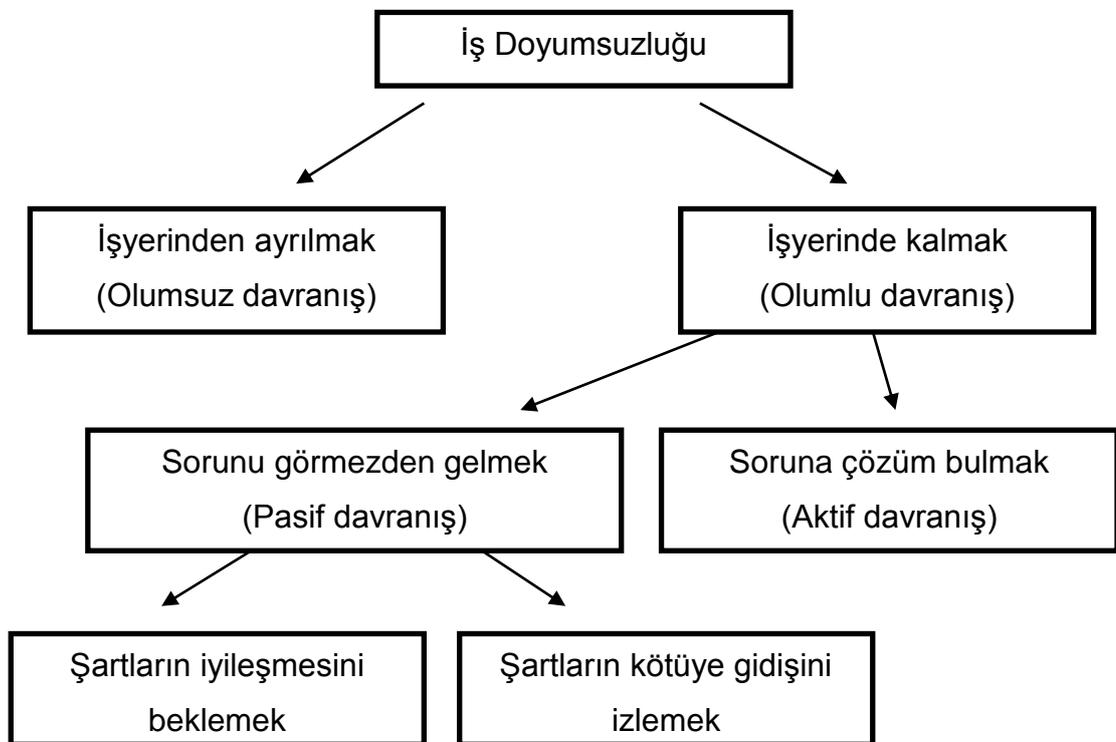 İş Doyumsuzluğu
İşyerinden ayrılmak
(Olumsuz davranış)
İşyerinde kalmak
(Olumlu davranış)
Sorunu görmezden gelmek
(Pasif davranış)
Soruna çözüm bulmak
(Aktif davranış)
Şartların iyileşmesini
beklemek
Şartların kötüye gidişini
izlemek